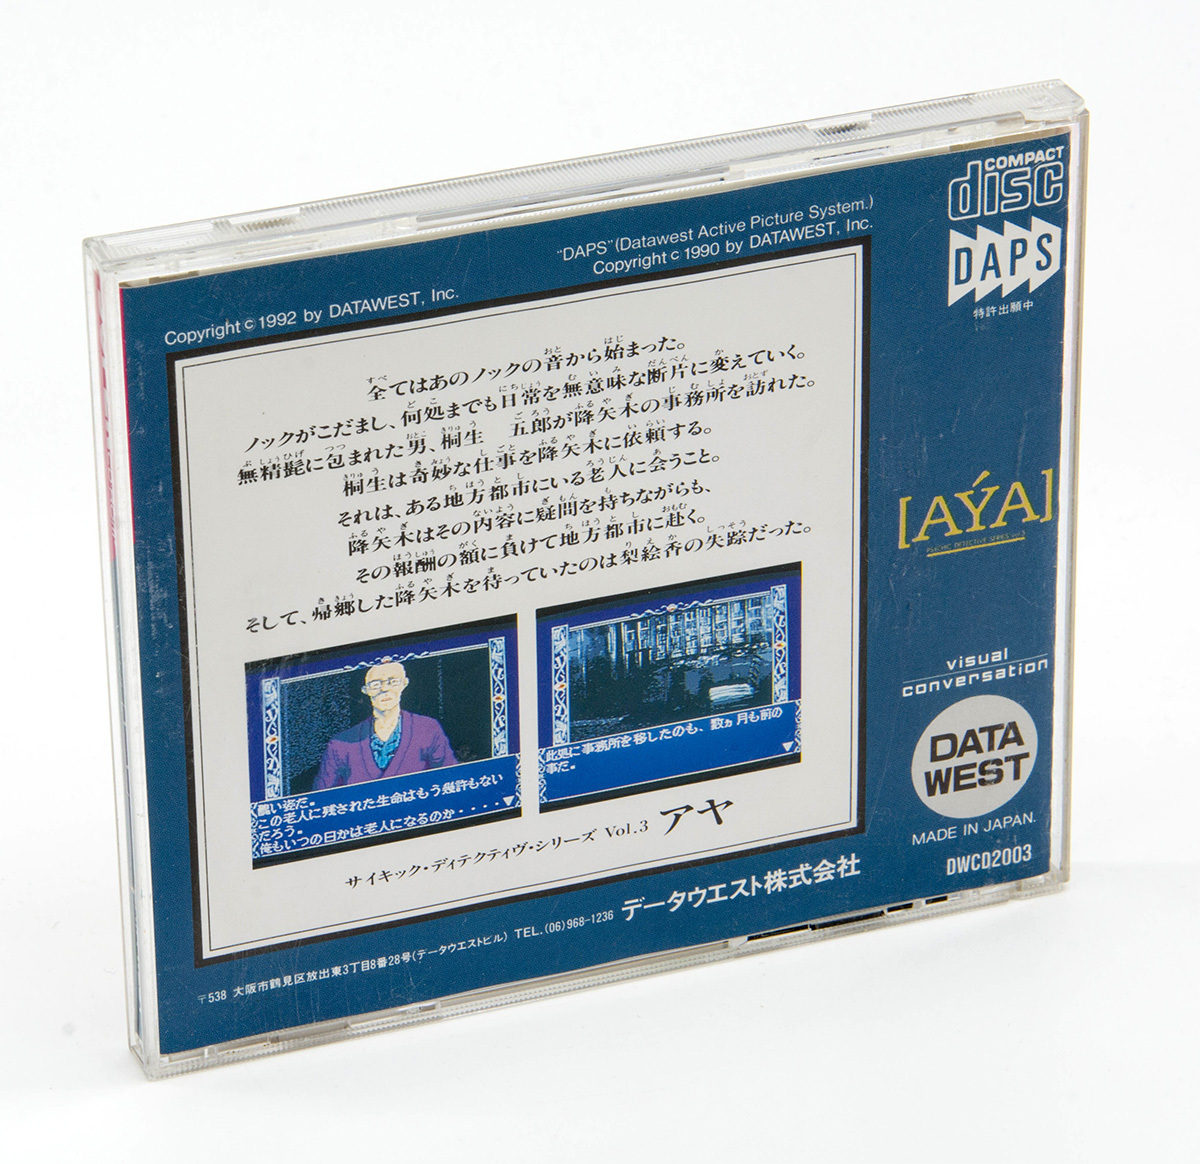 COMPACT
disc
DAPS
特許出願中
"DAPS"(Datawest Active Picture System.)
Copyright © 1990 by DATAWEST, Inc.
Copyright © 1992 by DATAWEST, Inc.
全てはあのノックの音から始まった。
ノックがこだまし、何処までも日常を無意味な断片に変えていく。
無精髭に包まれた男、桐生 五郎が降矢木の事務所を訪れた。
桐生は奇妙な仕事を降矢木に依頼する。
それは、ある地方都市にいる老人に会うこと。
降矢木はその内容に疑問を持ちながらも、
その報酬の額に負けて地方都市に赴く。
そして、帰郷した降矢木を待っていたのは梨絵香の失踪だった。
醜い姿だ。
この老人に残された生命はもう幾許もない
だろう。
俺もいつの日かは老人になるのか・・・・▼
此処に事務所を移したのも、数ヵ月も前の
事だ。
サイキック・ディテクティヴ・シリーズ Vol.3 アヤ
[AÝA]
PSYCHIC DETECTIVE SERIES vol.3
visual
conversation
DATA
WEST
MADE IN JAPAN.
DWCD2003
〒538 大阪市鶴見区放出東3丁目8番28号(データウエストビル) TEL.(06)968-1236 データウエスト株式会社